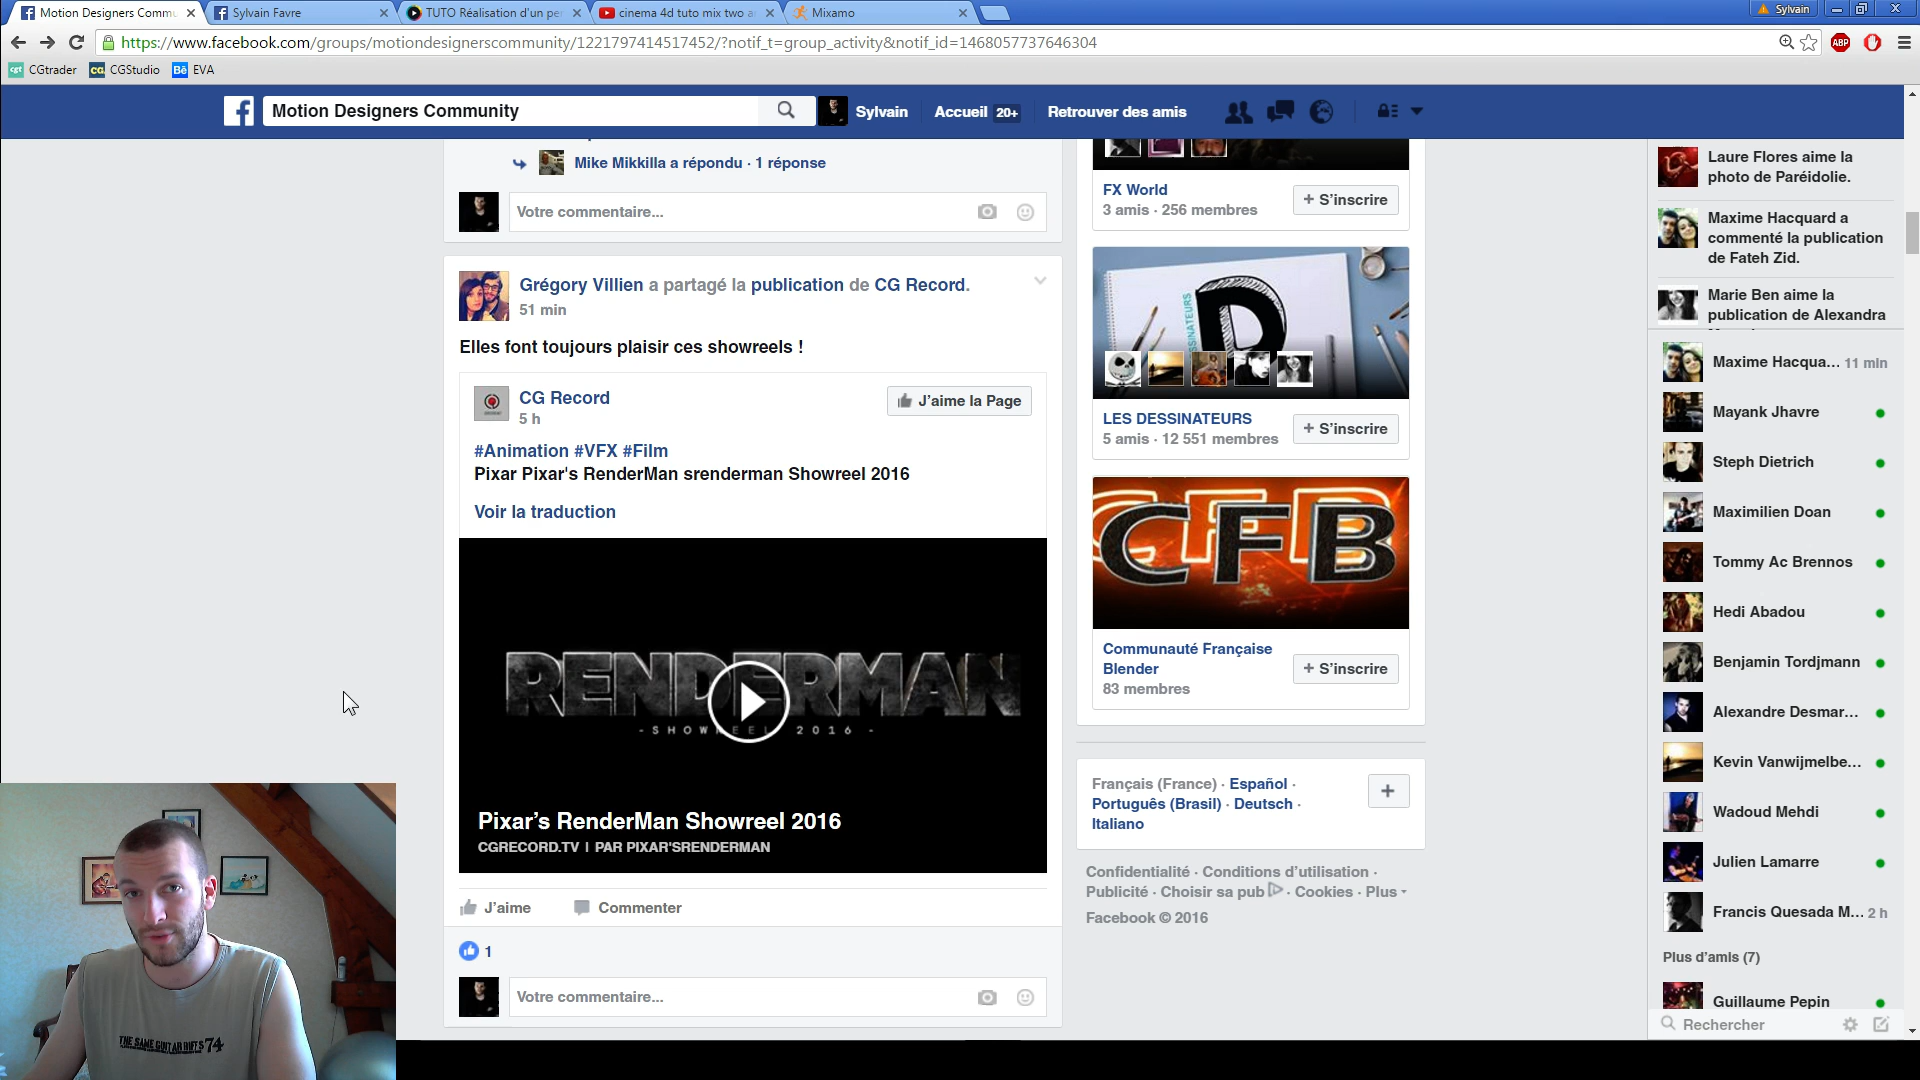 Motion Designers Commu
Sylvain Favre
TUTO Réalisation d'un pe
cinema 4d tuto mix two a
Mixamo
Sylvain
https://www.facebook.com/groups/motiondesignerscommunity/1221797414517452/?notif_t=group_activity&notif_id=1468057737646304
ABP
CGtrader
CGStudio
EVA
Motion Designers Community
Sylvain
Accueil 20+
Retrouver des amis
Mike Mikkilla a répondu · 1 réponse
Votre commentaire...
Grégory Villien a partagé la publication de CG Record.
51 min
Elles font toujours plaisir ces showreels !
CG Record
5 h
J'aime la Page
#Animation #VFX #Film
Pixar Pixar's RenderMan srenderman Showreel 2016
Voir la traduction
RENDERMAN
- SHOWREEL 2016 -
Pixar's RenderMan Showreel 2016
CGRECORD.TV | PAR PIXAR'SRENDERMAN
J'aime
Commenter
1
Votre commentaire...
FX World
3 amis · 256 membres
+ S'inscrire
D
SSINATEURS
LES DESSINATEURS
5 amis · 12 551 membres
+ S'inscrire
CFB
Communauté Française
Blender
83 membres
+ S'inscrire
Français (France) · Español ·
Português (Brasil) · Deutsch ·
Italiano
+
Confidentialité · Conditions d'utilisation ·
Publicité · Choisir sa pub · Cookies · Plus
Facebook © 2016
Laure Flores aime la
photo de Paréidolie.
Maxime Hacquard a
commenté la publication
de Fateh Zid.
Marie Ben aime la
publication de Alexandra
Maxime Hacqua... 11 min
Mayank Jhavre
Steph Dietrich
Maximilien Doan
Tommy Ac Brennos
Hedi Abadou
Benjamin Tordjmann
Alexandre Desmar...
Kevin Vanwijmelbe...
Wadoud Mehdi
Julien Lamarre
Francis Quesada M... 2 h
Plus d'amis (7)
Guillaume Pepin
Rechercher
THE SAME GUITAR RIFFS 74